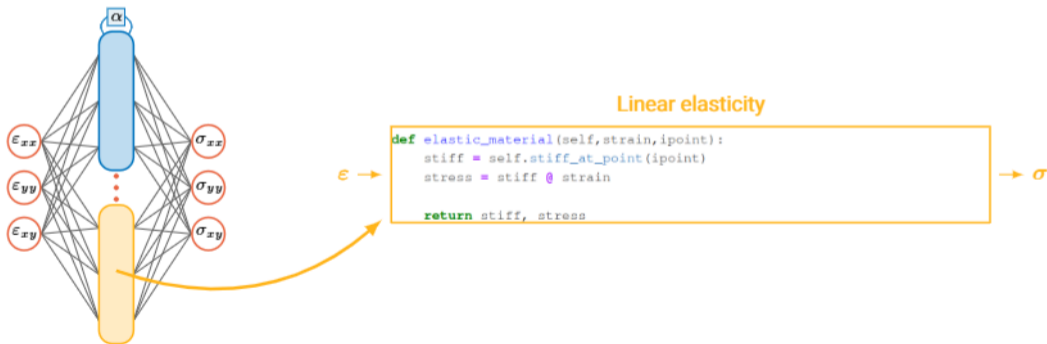 α
ε_xx
ε_yy
ε_xy
σ_xx
σ_yy
σ_xy
Linear elasticity
ε → 
def elastic_material(self,strain,ipoint):
    stiff = self.stiff_at_point(ipoint)
    stress = stiff @ strain
    return stiff, stress
→ σ